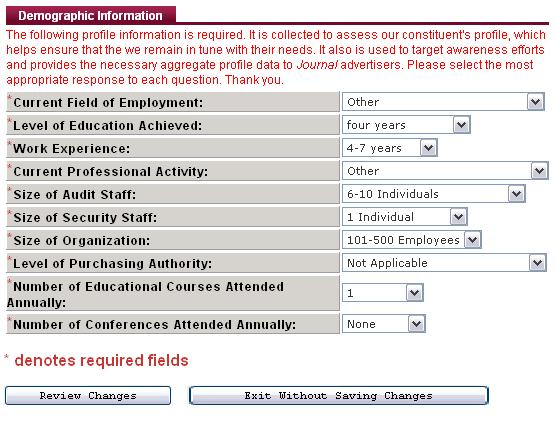 Demographic Information
The following profile information is required. It is collected to assess our constituent's profile, which
helps ensure that the we remain in tune with their needs. It also is used to target awareness efforts
and provides the necessary aggregate profile data to Journal advertisers. Please select the most
appropriate response to each question. Thank you.
*Current Field of Employment: Other
*Level of Education Achieved: four years
*Work Experience: 4-7 years
*Current Professional Activity: Other
*Size of Audit Staff: 6-10 Individuals
*Size of Security Staff: 1 Individual
*Size of Organization: 101-500 Employees
*Level of Purchasing Authority: Not Applicable
*Number of Educational Courses Attended
Annually: 1
*Number of Conferences Attended Annually: None
* denotes required fields
Review Changes Exit Without Saving Changes